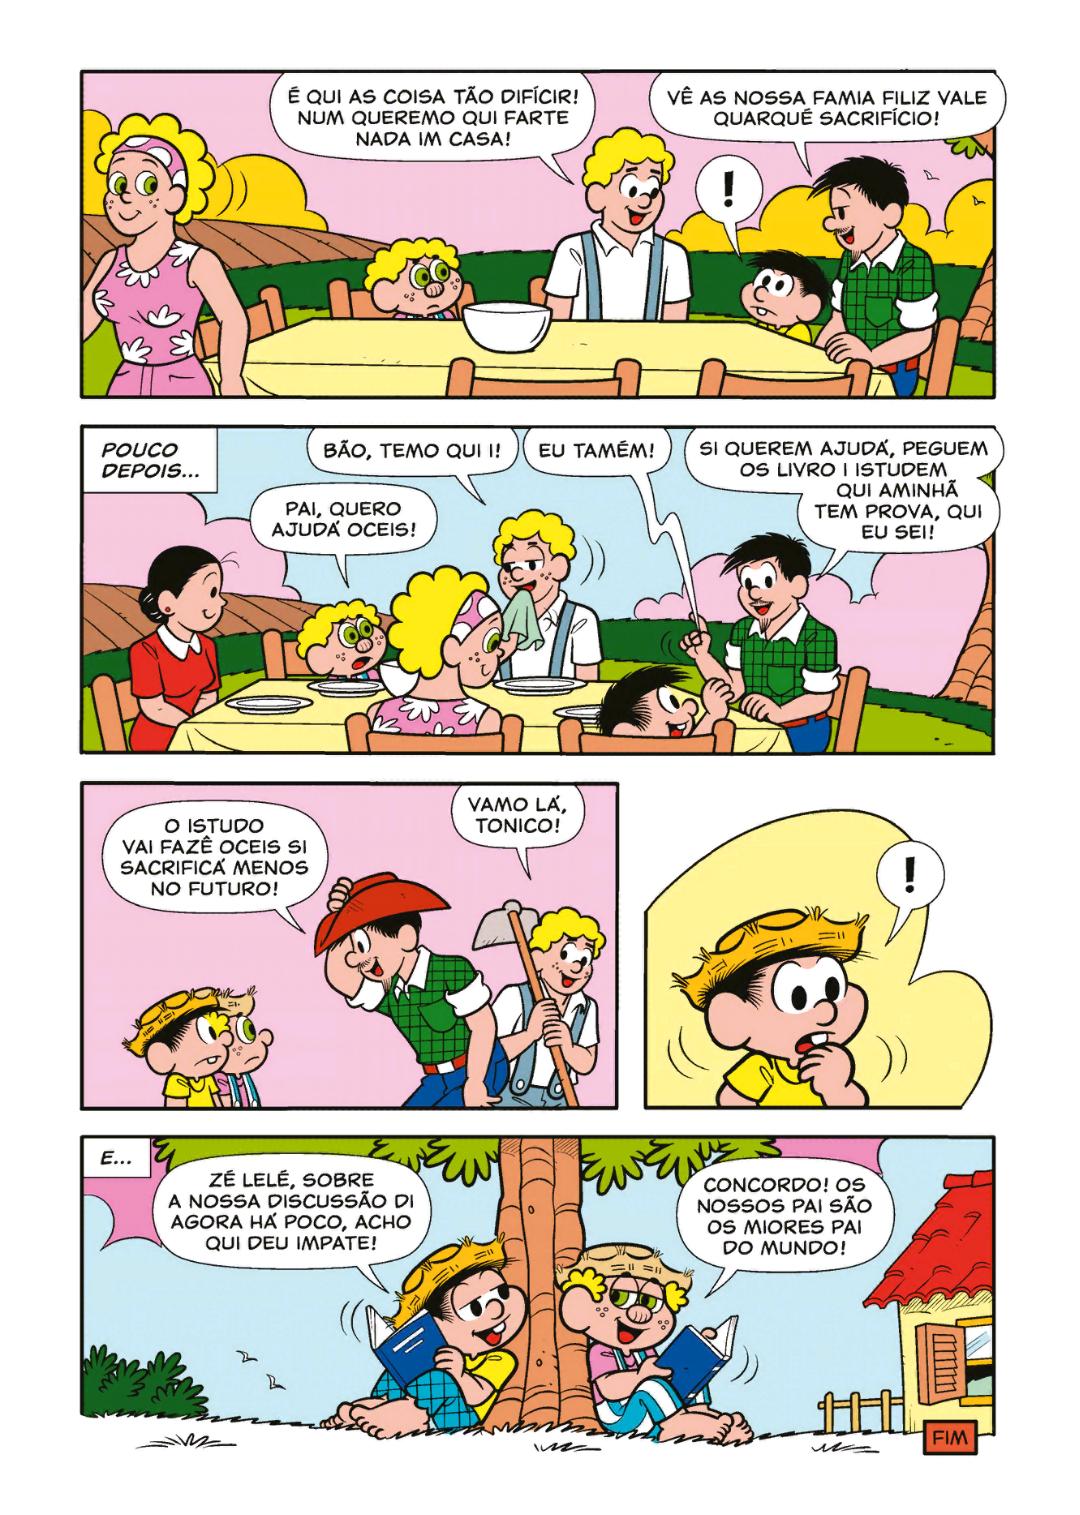 É QUI AS COISA TÃO DIFÍCIR!
NUM QUEREMO QUI FARTE
NADA IM CASA!
VÊ AS NOSSA FAMIA FILIZ VALE
QUARQUÉ SACRIFÍCIO!
!
POUCO
DEPOIS...
PAI, QUERO
AJUDÁ OCEIS!
BÃO, TEMO QUI I!
EU TAMÉM!
SI QUEREM AJUDÁ, PEGUEM
OS LIVRO I ISTUDEM
QUI AMINHÃ
TEM PROVA, QUI
EU SEI!
O ISTUDO
VAI FAZÊ OCEIS SI
SACRIFICÁ MENOS
NO FUTURO!
VAMO LÁ,
TONICO!
!
E...
ZÉ LELÉ, SOBRE
A NOSSA DISCUSSÃO DI
AGORA HÁ POCO, ACHO
QUI DEU IMPATE!
CONCORDO! OS
NOSSOS PAI SÃO
OS MIORES PAI
DO MUNDO!
FIM